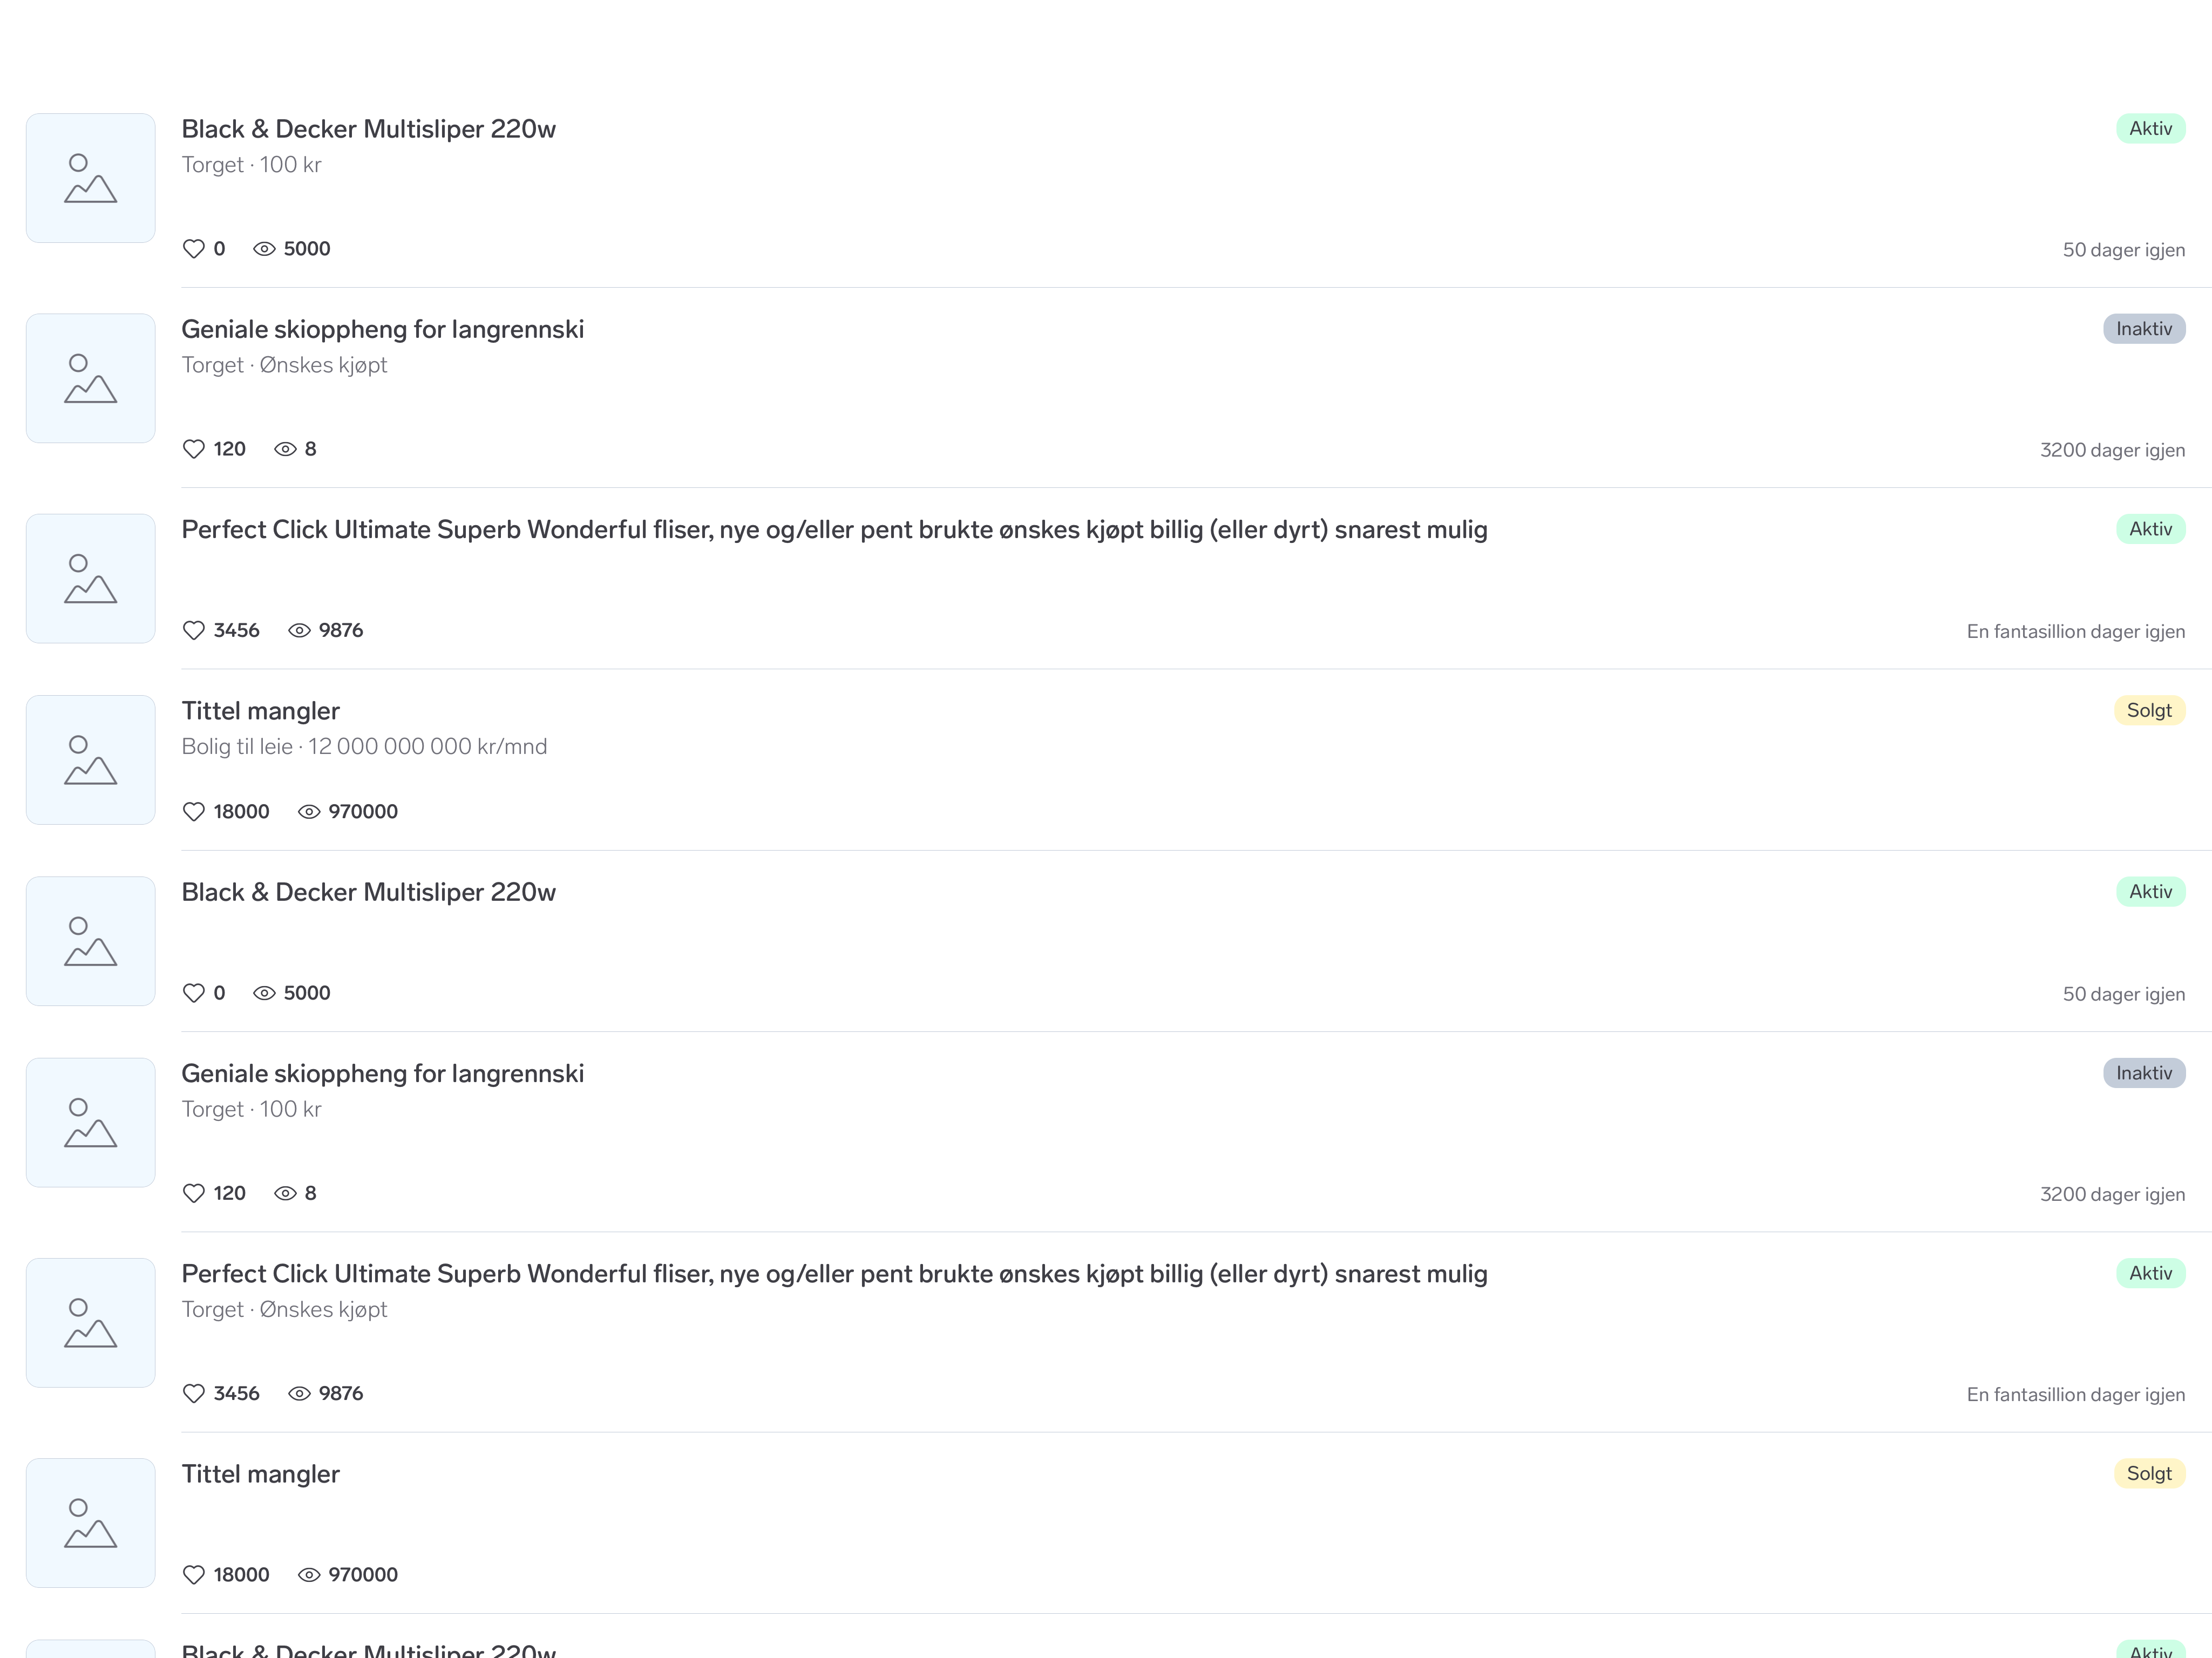 Black & Decker Multisliper 220w
Aktiv
Torget · 100 kr
0 5000
50 dager igjen
Geniale skioppheng for langrennski
Inaktiv
Torget · Ønskes kjøpt
120 8
3200 dager igjen
Perfect Click Ultimate Superb Wonderful fliser, nye og/eller pent brukte ønskes kjøpt billig (eller dyrt) snarest mulig
Aktiv
3456 9876
En fantasillion dager igjen
Tittel mangler
Solgt
Bolig til leie · 12 000 000 000 kr/mnd
18000 970000
Black & Decker Multisliper 220w
Aktiv
0 5000
50 dager igjen
Geniale skioppheng for langrennski
Inaktiv
Torget · 100 kr
120 8
3200 dager igjen
Perfect Click Ultimate Superb Wonderful fliser, nye og/eller pent brukte ønskes kjøpt billig (eller dyrt) snarest mulig
Aktiv
Torget · Ønskes kjøpt
3456 9876
En fantasillion dager igjen
Tittel mangler
Solgt
18000 970000
Black & Decker Multisliper 220w
Aktiv